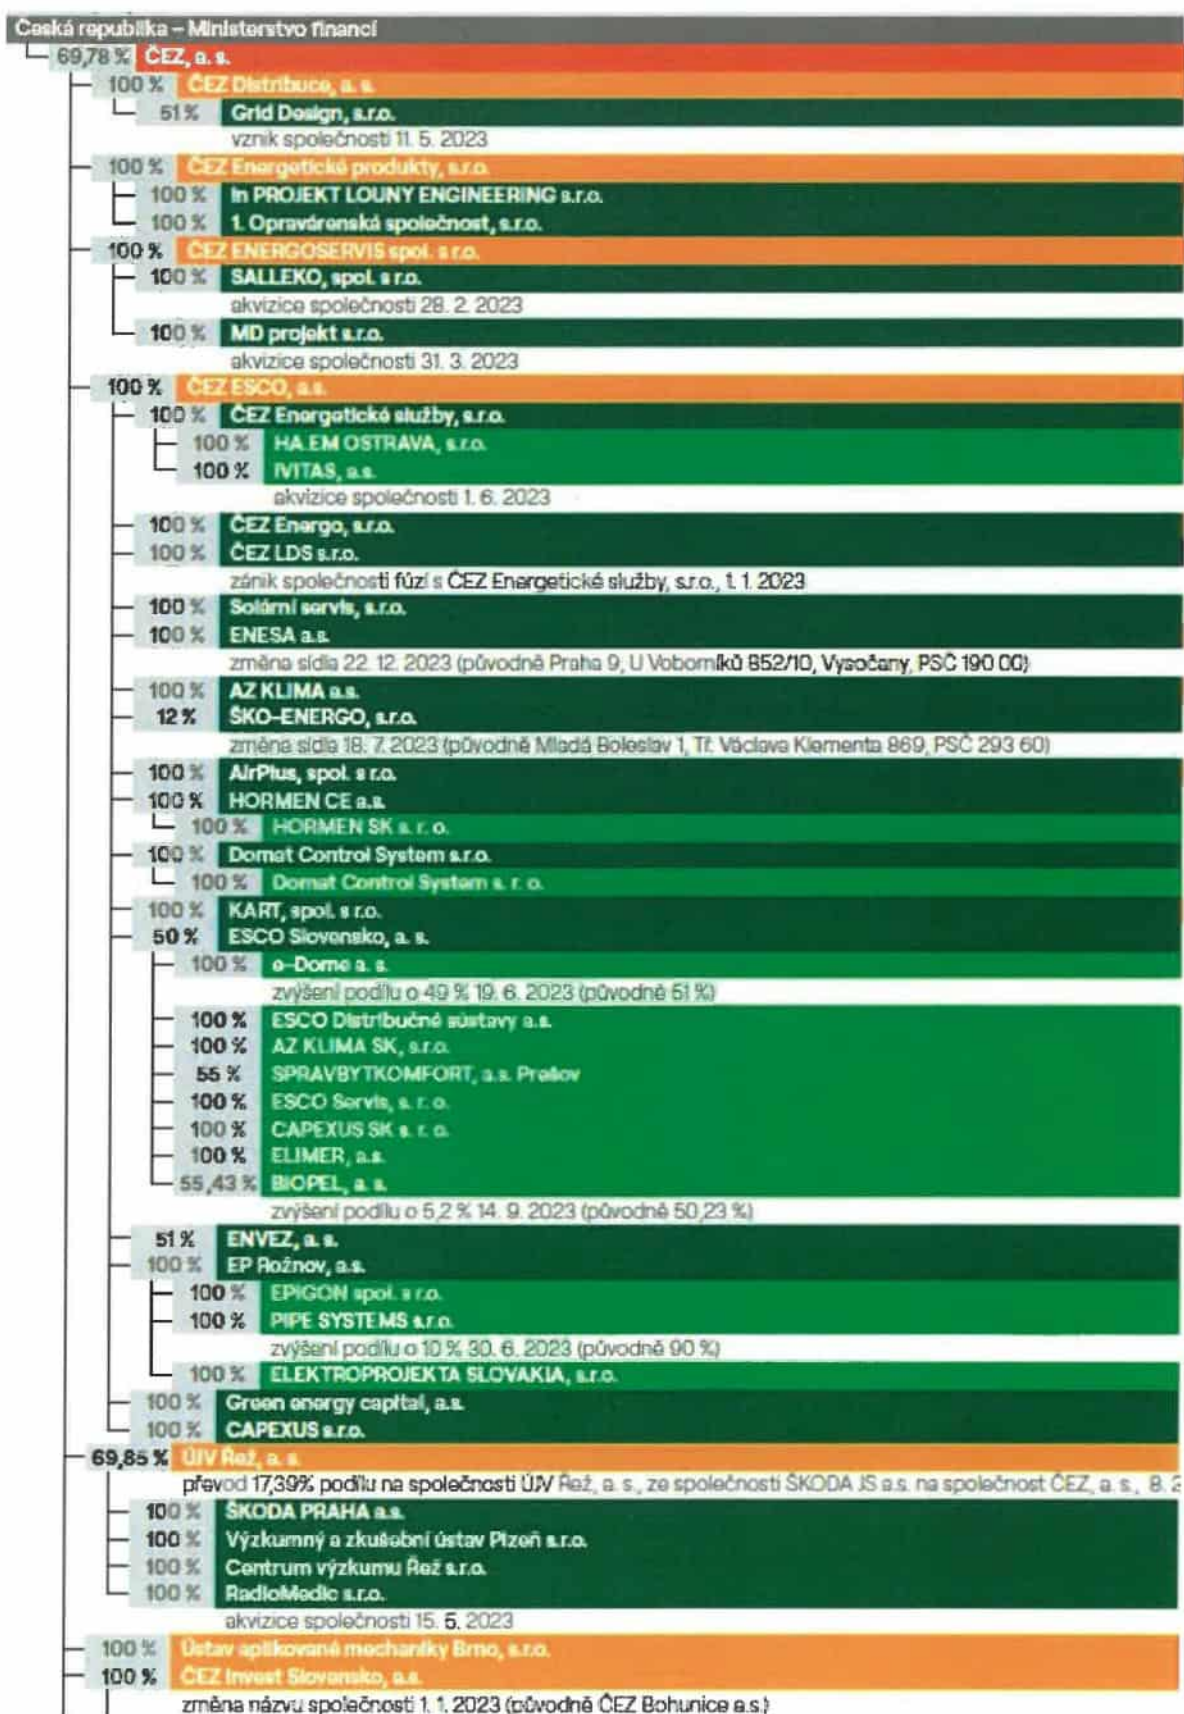 Česká republika – Ministerstvo financí
69,78 % ČEZ, a. s.
100 % ČEZ Distribuce, a. s.
51 % Grid Design, s.r.o.
vznik společnosti 11. 5. 2023
100 % ČEZ Energetické produkty, s.r.o.
100 % In PROJEKT LOUNY ENGINEERING s.r.o.
100 % 1. Opravárenská společnost, s.r.o.
100 % ČEZ ENERGOSERVIS spol. s r.o.
100 % SALLEKO, spol. s r.o.
akvizice společnosti 28. 2. 2023
100 % MD projekt s.r.o.
akvizice společnosti 31. 3. 2023
100 % ČEZ ESCO, a.s.
100 % ČEZ Energetické služby, s.r.o.
100 % HA.EM OSTRAVA, s.r.o.
100 % IVITAS, a.s.
akvizice společnosti 1. 6. 2023
100 % ČEZ Energo, s.r.o.
100 % ČEZ LDS s.r.o.
zánik společnosti fúzí s ČEZ Energetické služby, s.r.o., 1. 1. 2023
100 % Solární servis, s.r.o.
100 % ENESA a.s.
změna sídla 22. 12. 2023 (původně Praha 9, U Voborníků 852/10, Vysočany, PSČ 190 00)
100 % AZ KLIMA a.s.
12 % ŠKO-ENERGO, s.r.o.
změna sídla 18. 7. 2023 (původně Mladá Boleslav 1, Tř. Václava Klementa 869, PSČ 293 60)
100 % AirPlus, spol. s r.o.
100 % HORMEN CE a.s.
100 % HORMEN SK s. r. o.
100 % Domat Control System s.r.o.
100 % Domat Control System s. r. o.
100 % KART, spol. s r.o.
50 % ESCO Slovensko, a. s.
100 % e-Dome a. s.
zvýšení podílu o 49 % 19. 6. 2023 (původně 51 %)
100 % ESCO Distribučné sústavy a.s.
100 % AZ KLIMA SK, s.r.o.
55 % SPRAVBYTKOMFORT, a.s. Prešov
100 % ESCO Servis, s. r. o.
100 % CAPEXUS SK s. r. o.
100 % ELIMER, a.s.
55,43 % BIOPEL, a. s.
zvýšení podílu o 5,2 % 14. 9. 2023 (původně 50,23 %)
51 % ENVEZ, a. s.
100 % EP Rožnov, a.s.
100 % EPIGON spol. s r.o.
100 % PIPE SYSTEMS s.r.o.
zvýšení podílu o 10 % 30. 6. 2023 (původně 90 %)
100 % ELEKTROPROJEKTA SLOVAKIA, s.r.o.
100 % Green energy capital, a.s.
100 % CAPEXUS s.r.o.
69,85 % ÚJV Řež, a. s.
převod 17,39% podílu na společnosti ÚJV Řež, a. s., ze společnosti ŠKODA JS a.s. na společnost ČEZ, a. s., 8. 2
100 % ŠKODA PRAHA a.s.
100 % Výzkumný a zkušební ústav Plzeň s.r.o.
100 % Centrum výzkumu Řež s.r.o.
100 % RadioMedic s.r.o.
akvizice společnosti 15. 5. 2023
100 % Ústav aplikované mechaniky Brno, s.r.o.
100 % ČEZ Invest Slovensko, a.s.
změna názvu společnosti 1. 1. 2023 (původně ČEZ Bohunice a.s.)